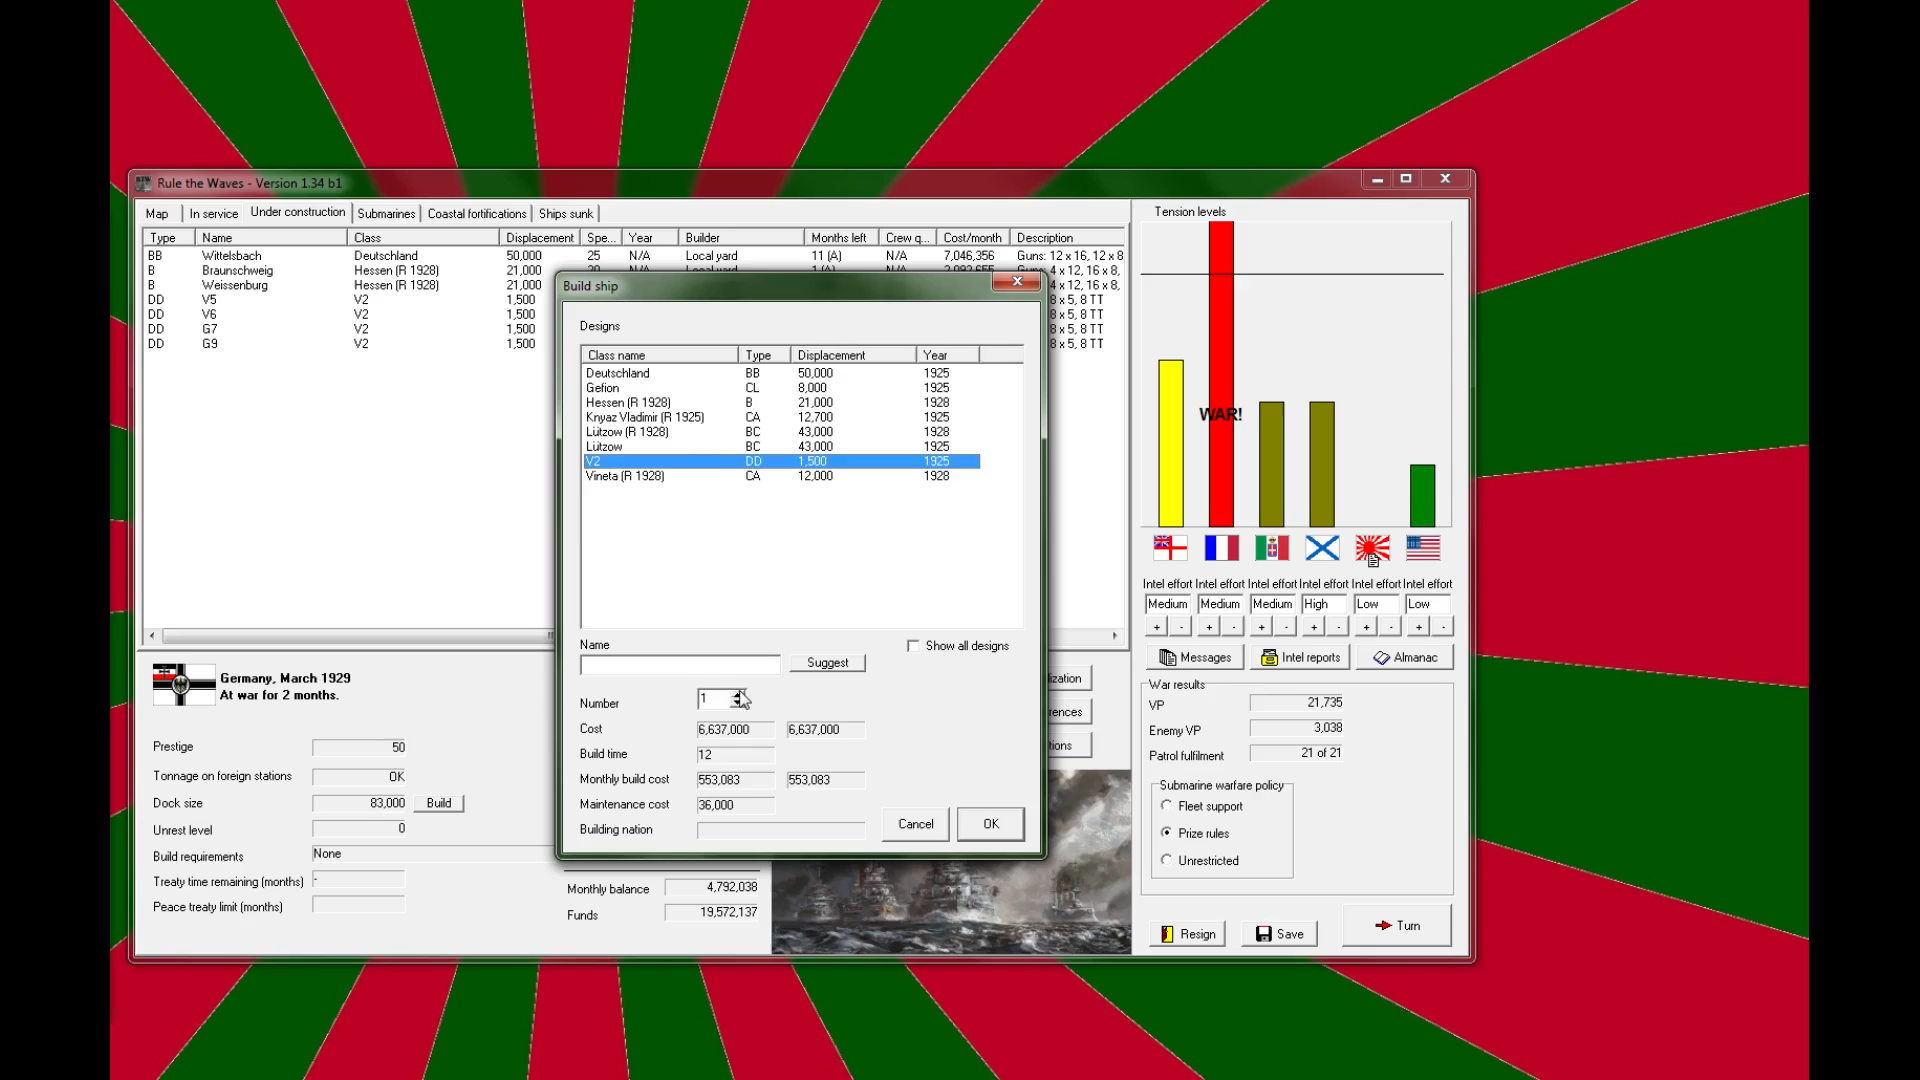 Rule the Waves - Version 1.34 b1
Map In service Under construction Submarines Coastal fortifications Ships sunk
Type Name Class Displacement Spe... Year Builder Months left Crew q... Cost/month Description
BB Wittelsbach Deutschland 50,000 25 N/A Local yard 11 (A) N/A 7,046,356 Guns: 12 x 16, 12 x 8
B Braunschweig Hessen (R 1928) 21,000 20 N/A Local yard 1 (A) N/A 2,092,655 Guns: 4 x 12, 16 x 8,
B Weissenburg Hessen (R 1928) 21,000 4 x 12, 16 x 8,
DD V5 V2 1,500 8 x 5, 8 TT
DD V6 V2 1,500 8 x 5, 8 TT
DD G7 V2 1,500 8 x 5, 8 TT
DD G9 V2 1,500 8 x 5, 8 TT
Build ship
Designs
Class name Type Displacement Year
Deutschland BB 50,000 1925
Gefion CL 8,000 1925
Hessen (R 1928) B 21,000 1928
Knyaz Vladimir (R 1925) CA 12,700 1925
Lützow (R 1928) BC 43,000 1928
Lützow BC 43,000 1925
V2 DD 1,500 1925
Vineta (R 1928) CA 12,000 1928
Name Show all designs
Suggest
Number 1
Cost 6,637,000 6,637,000
Build time 12
Monthly build cost 553,083 553,083
Maintenance cost 36,000
Building nation
Cancel OK
Germany, March 1929
At war for 2 months.
Prestige 50
Tonnage on foreign stations OK
Dock size 83,000 Build
Unrest level 0
Build requirements None
Treaty time remaining (months) -
Peace treaty limit (months)
Monthly balance 4,792,038
Funds 19,572,137
ization
rences
tions
Tension levels
WAR!
Intel effort Intel effort Intel effort Intel effort Intel effort Intel effort
Medium Medium Medium High Low Low
+ - + - + - + - + - + -
Messages Intel reports Almanac
War results
VP 21,735
Enemy VP 3,038
Patrol fulfilment 21 of 21
Submarine warfare policy
Fleet support
Prize rules
Unrestricted
Resign Save Turn